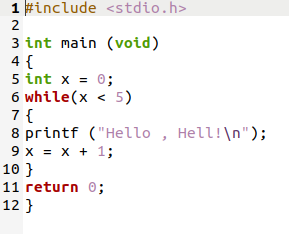 1 #include <stdio.h>
2
3 int main (void)
4 {
5 int x = 0;
6 while(x < 5)
7 {
8 printf ("Hello , Hell!\n");
9 x = x + 1;
10 }
11 return 0;
12 }